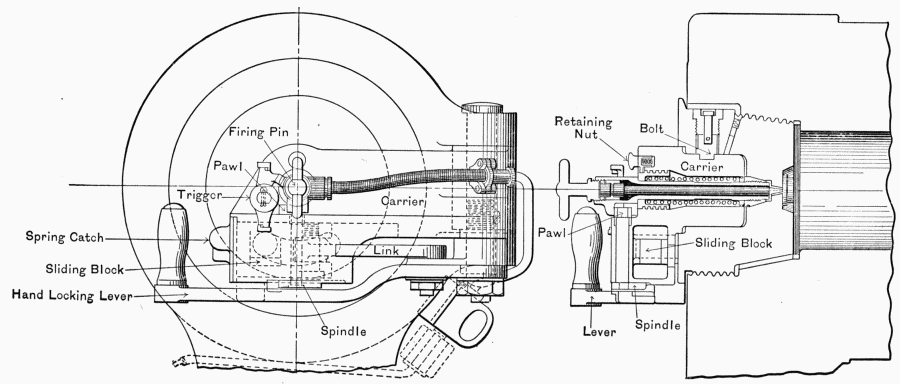 Firing Pin
Pawl
Trigger
Carrier
Spring Catch
Link
Sliding Block
Hand Locking Lever
Spindle
Retaining
Nut
Bolt
Carrier
Pawl
Sliding Block
Lever
Spindle